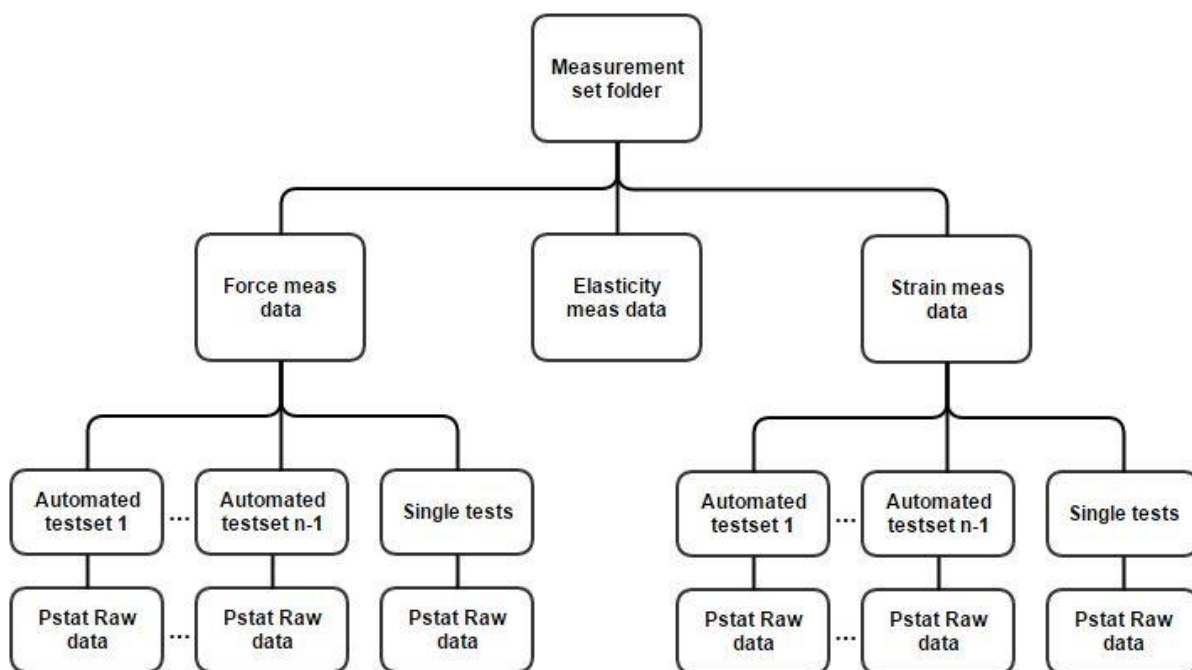 Measurement
set folder
Force meas
data
Elasticity
meas data
Strain meas
data
Automated
testset 1
...
Automated
testset n-1
Single tests
Automated
testset 1
...
Automated
testset n-1
Single tests
Pstat Raw
data
...
Pstat Raw
data
Pstat Raw
data
Pstat Raw
data
...
Pstat Raw
data
Pstat Raw
data